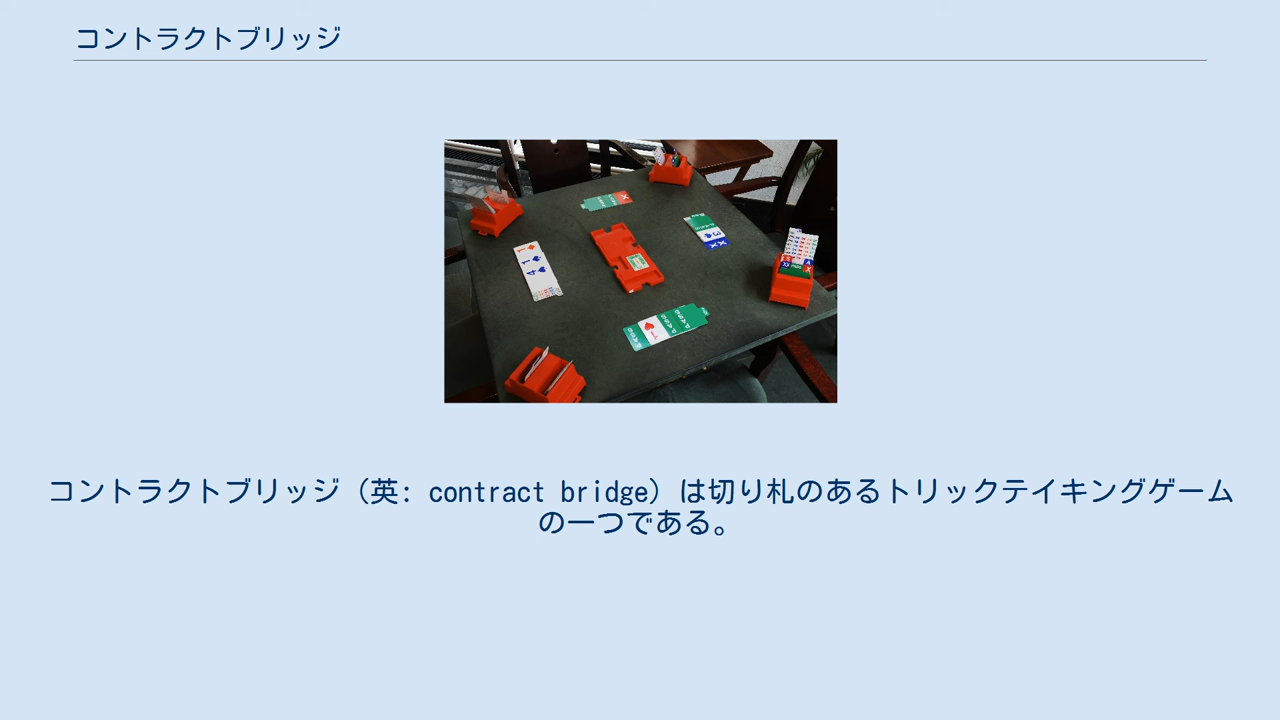 コントラクトブリッジ
コントラクトブリッジ（英: contract bridge）は切り札のあるトリックテイキングゲーム
の一つである。